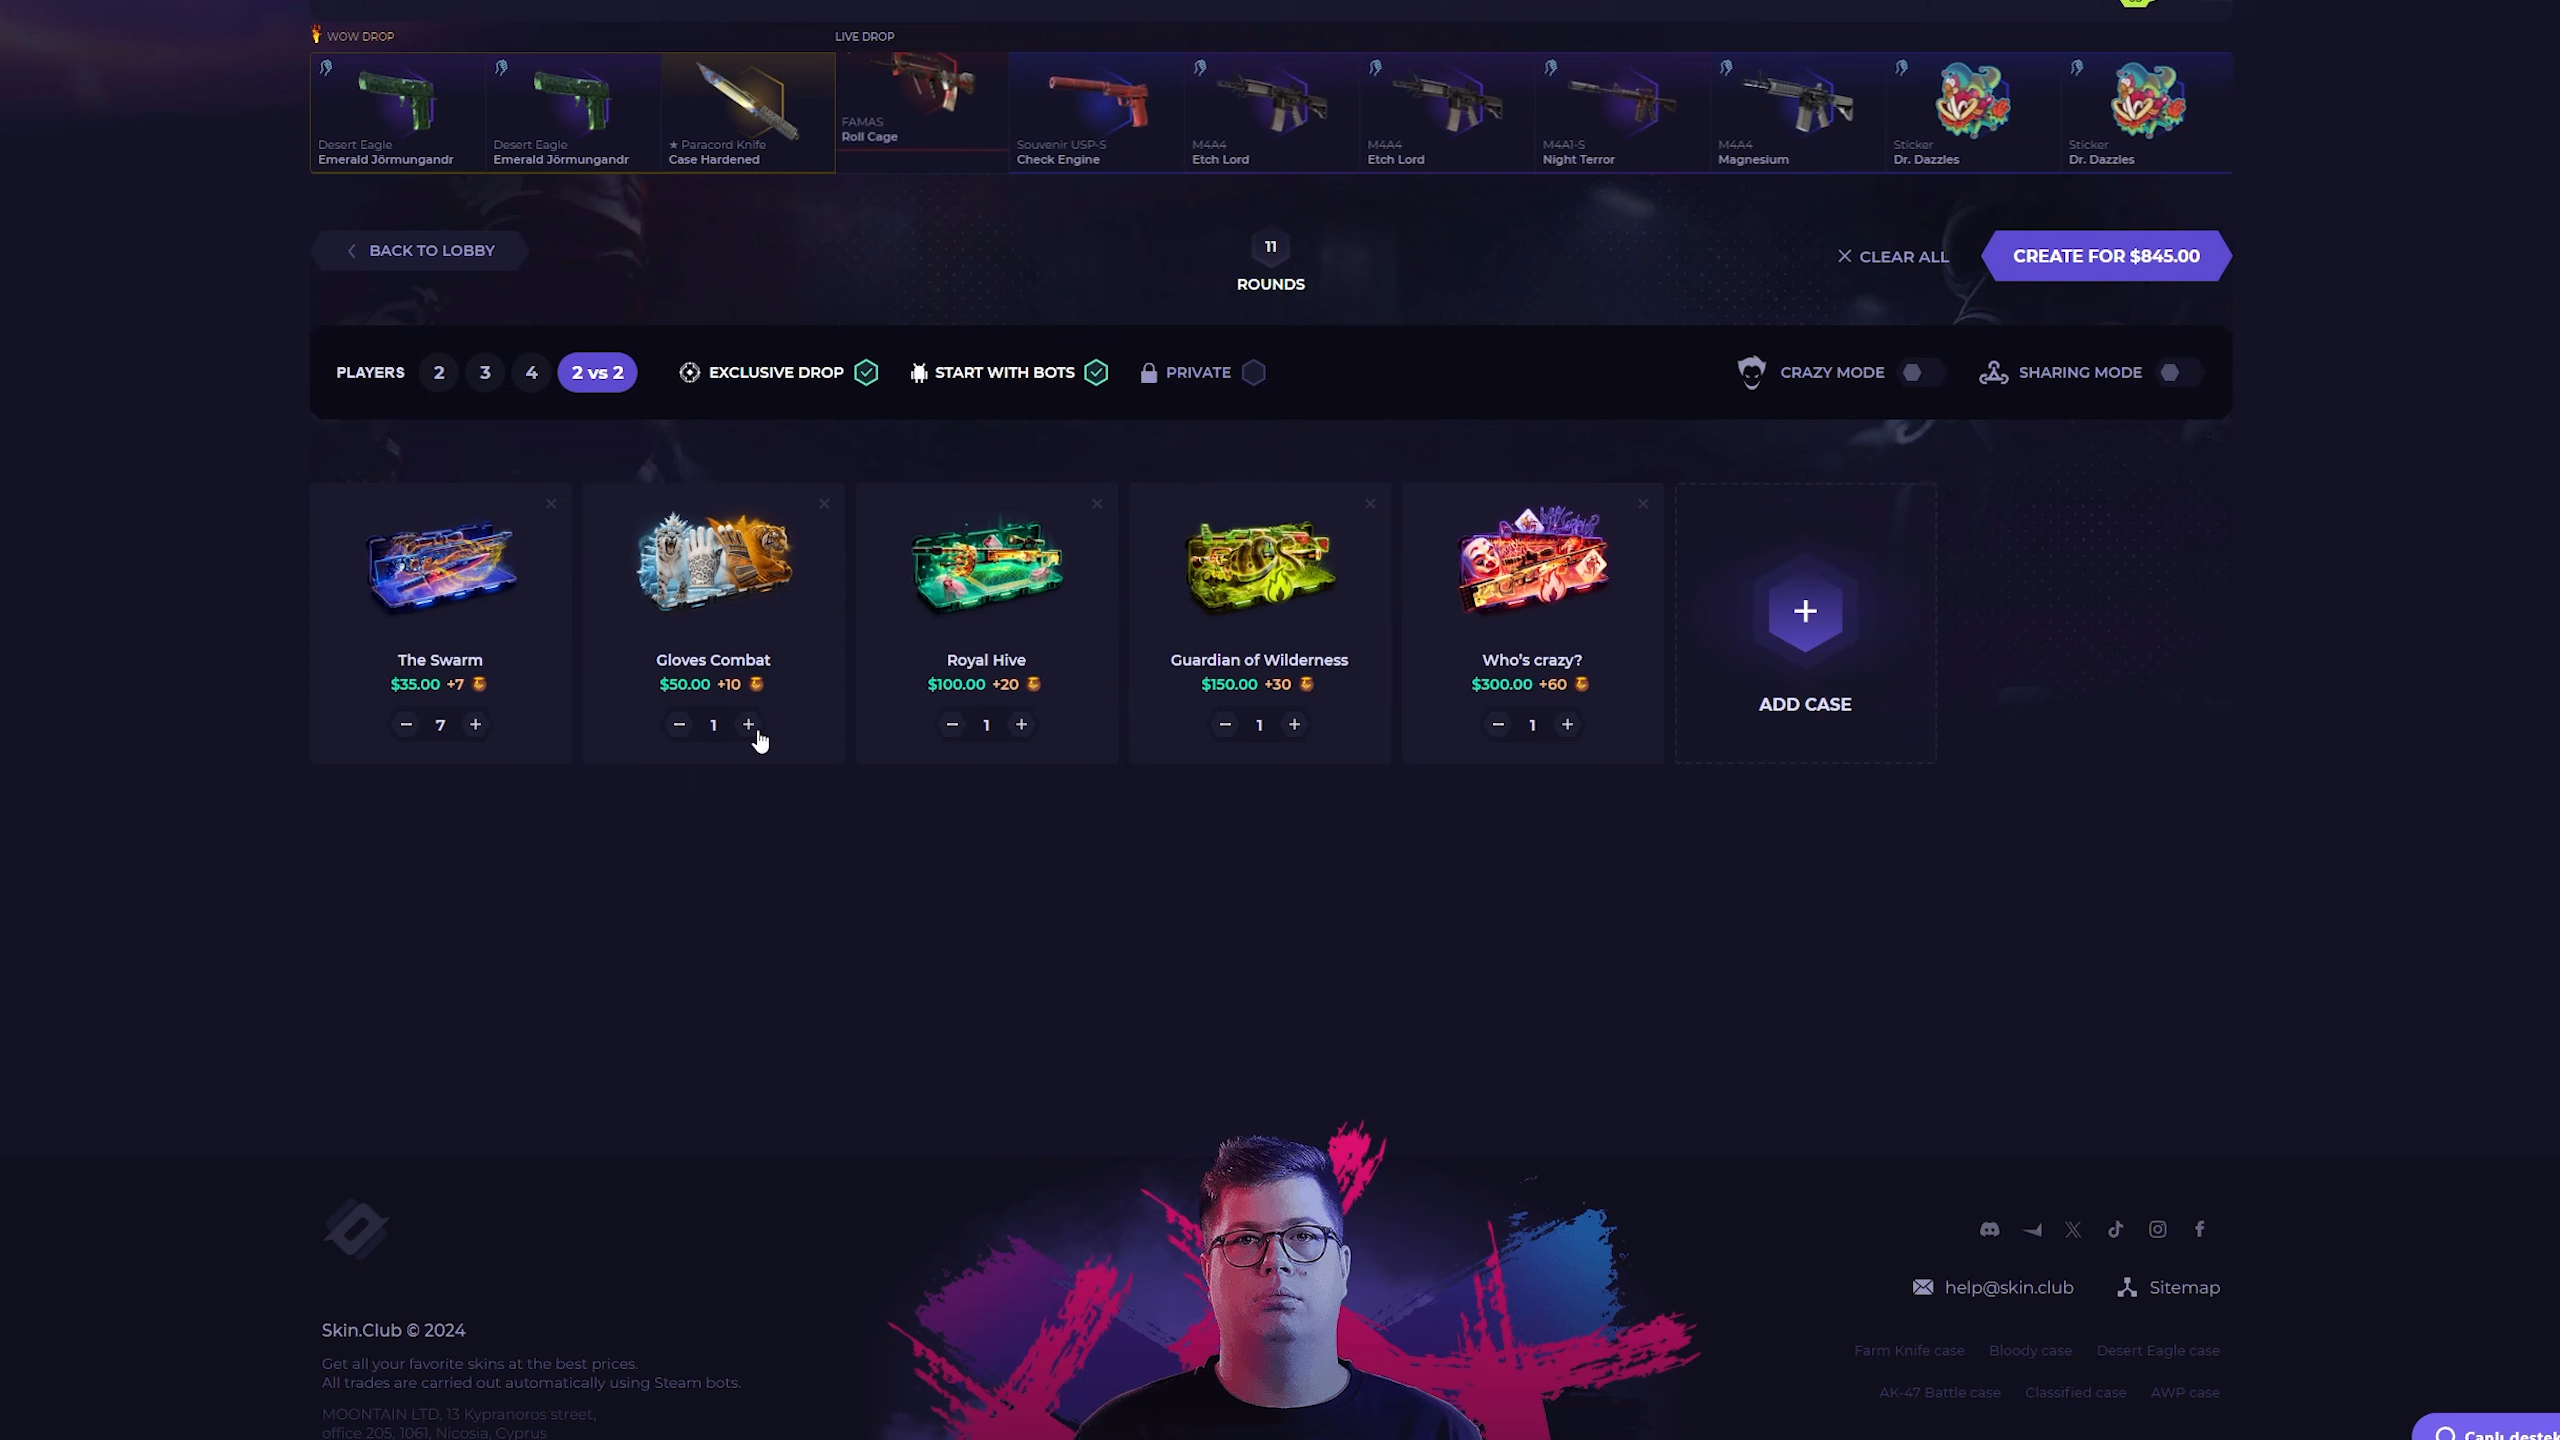 WOW DROP
LIVE DROP
Desert Eagle
Emerald Jörmungandr
Desert Eagle
Emerald Jörmungandr
★ Paracord Knife
Case Hardened
FAMAS
Roll Cage
Souvenir USP-S
Check Engine
M4A4
Etch Lord
M4A4
Etch Lord
M4A1-S
Night Terror
M4A4
Magnesium
Sticker
Dr. Dazzles
Sticker
Dr. Dazzles
BACK TO LOBBY
11
ROUNDS
CLEAR ALL
CREATE FOR $845.00
PLAYERS
2
3
4
2 vs 2
EXCLUSIVE DROP
START WITH BOTS
PRIVATE
CRAZY MODE
SHARING MODE
The Swarm
$35.00 +7
− 7 +
Gloves Combat
$50.00 +10
− 1 +
Royal Hive
$100.00 +20
− 1 +
Guardian of Wilderness
$150.00 +30
− 1 +
Who's crazy?
$300.00 +60
− 1 +
+
ADD CASE
help@skin.club
Sitemap
Skin.Club © 2024
Get all your favorite skins at the best prices.
All trades are carried out automatically using Steam bots.
MOONTAIN LTD, 13 Kypranoros street,
office 205, 1061, Nicosia, Cyprus
Farm Knife case
Bloody case
Desert Eagle case
AK-47 Battle case
Classified case
AWP case
Canlı destek